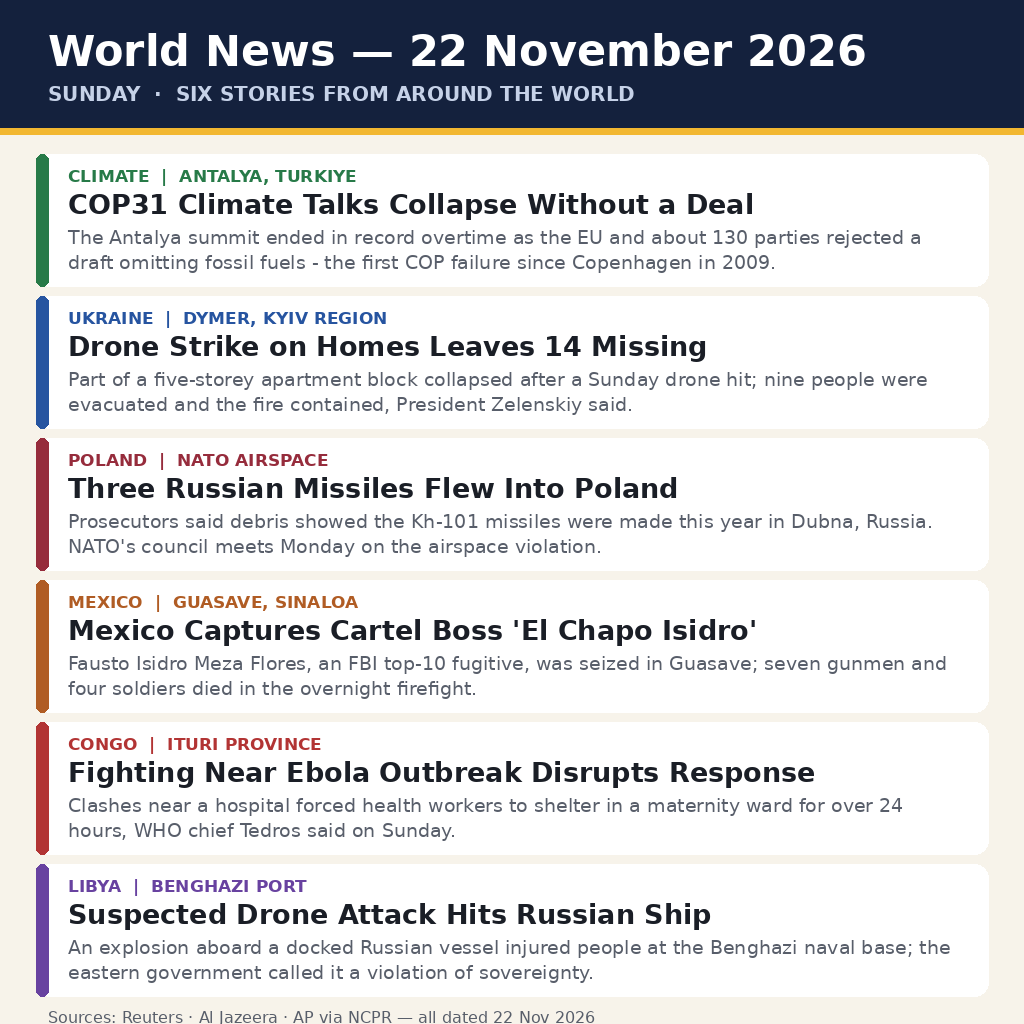 World News — 22 November 2026
SUNDAY · SIX STORIES FROM AROUND THE WORLD
CLIMATE | ANTALYA, TURKIYE
COP31 Climate Talks Collapse Without a Deal
The Antalya summit ended in record overtime as the EU and about 130 parties rejected a
draft omitting fossil fuels - the first COP failure since Copenhagen in 2009.
UKRAINE | DYMER, KYIV REGION
Drone Strike on Homes Leaves 14 Missing
Part of a five-storey apartment block collapsed after a Sunday drone hit; nine people were
evacuated and the fire contained, President Zelenskiy said.
POLAND | NATO AIRSPACE
Three Russian Missiles Flew Into Poland
Prosecutors said debris showed the Kh-101 missiles were made this year in Dubna, Russia.
NATO's council meets Monday on the airspace violation.
MEXICO | GUASAVE, SINALOA
Mexico Captures Cartel Boss 'El Chapo Isidro'
Fausto Isidro Meza Flores, an FBI top-10 fugitive, was seized in Guasave; seven gunmen and
four soldiers died in the overnight firefight.
CONGO | ITURI PROVINCE
Fighting Near Ebola Outbreak Disrupts Response
Clashes near a hospital forced health workers to shelter in a maternity ward for over 24
hours, WHO chief Tedros said on Sunday.
LIBYA | BENGHAZI PORT
Suspected Drone Attack Hits Russian Ship
An explosion aboard a docked Russian vessel injured people at the Benghazi naval base; the
eastern government called it a violation of sovereignty.
Sources: Reuters · Al Jazeera · AP via NCPR — all dated 22 Nov 2026